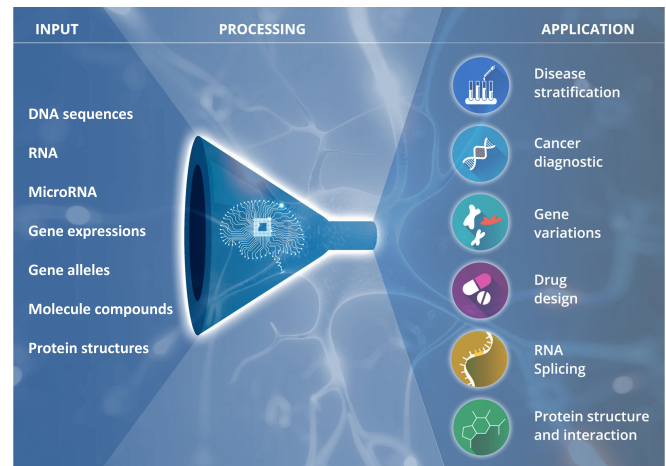 INPUT
PROCESSING
APPLICATION
DNA sequences
RNA
MicroRNA
Gene expressions
Gene alleles
Molecule compounds
Protein structures
Disease
stratification
Cancer
diagnostic
Gene
variations
Drug
design
RNA
Splicing
Protein structure
and interaction